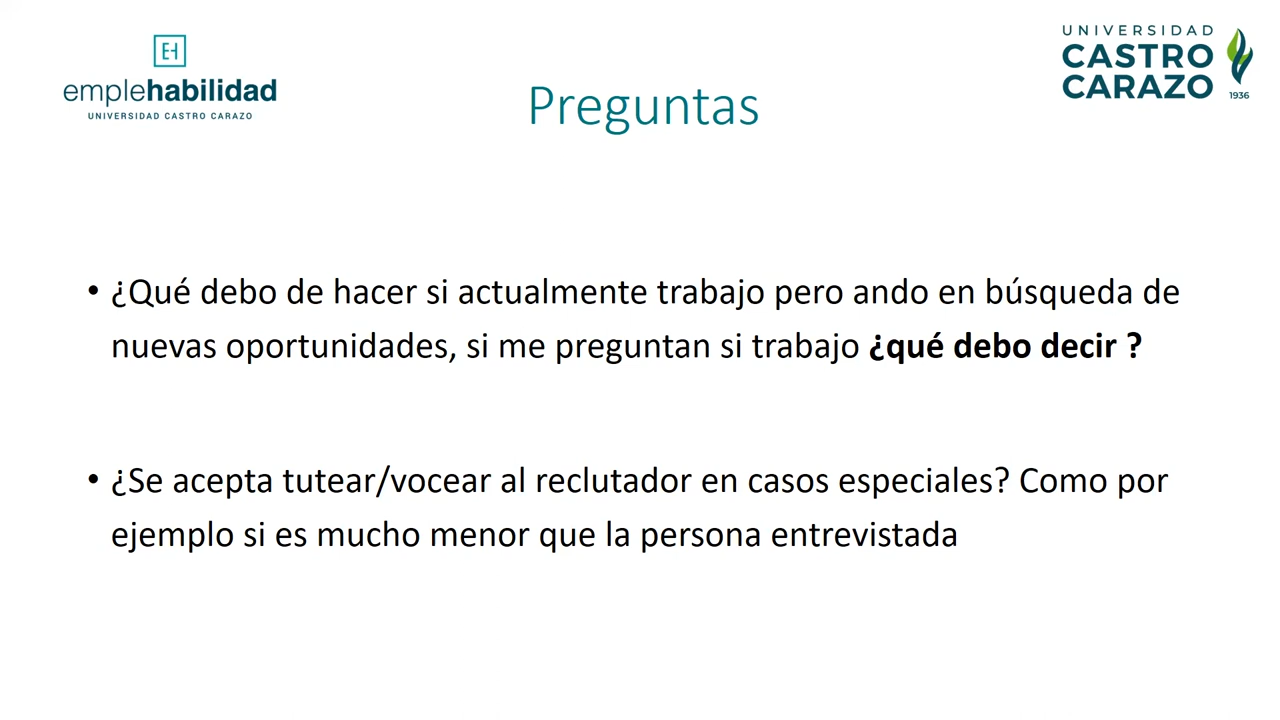 EH
emplehabilidad
UNIVERSIDAD CASTRO CARAZO
UNIVERSIDAD
CASTRO
CARAZO
1936
Preguntas
• ¿Qué debo de hacer si actualmente trabajo pero ando en búsqueda de
nuevas oportunidades, si me preguntan si trabajo ¿qué debo decir ?
• ¿Se acepta tutear/vocear al reclutador en casos especiales? Como por
ejemplo si es mucho menor que la persona entrevistada